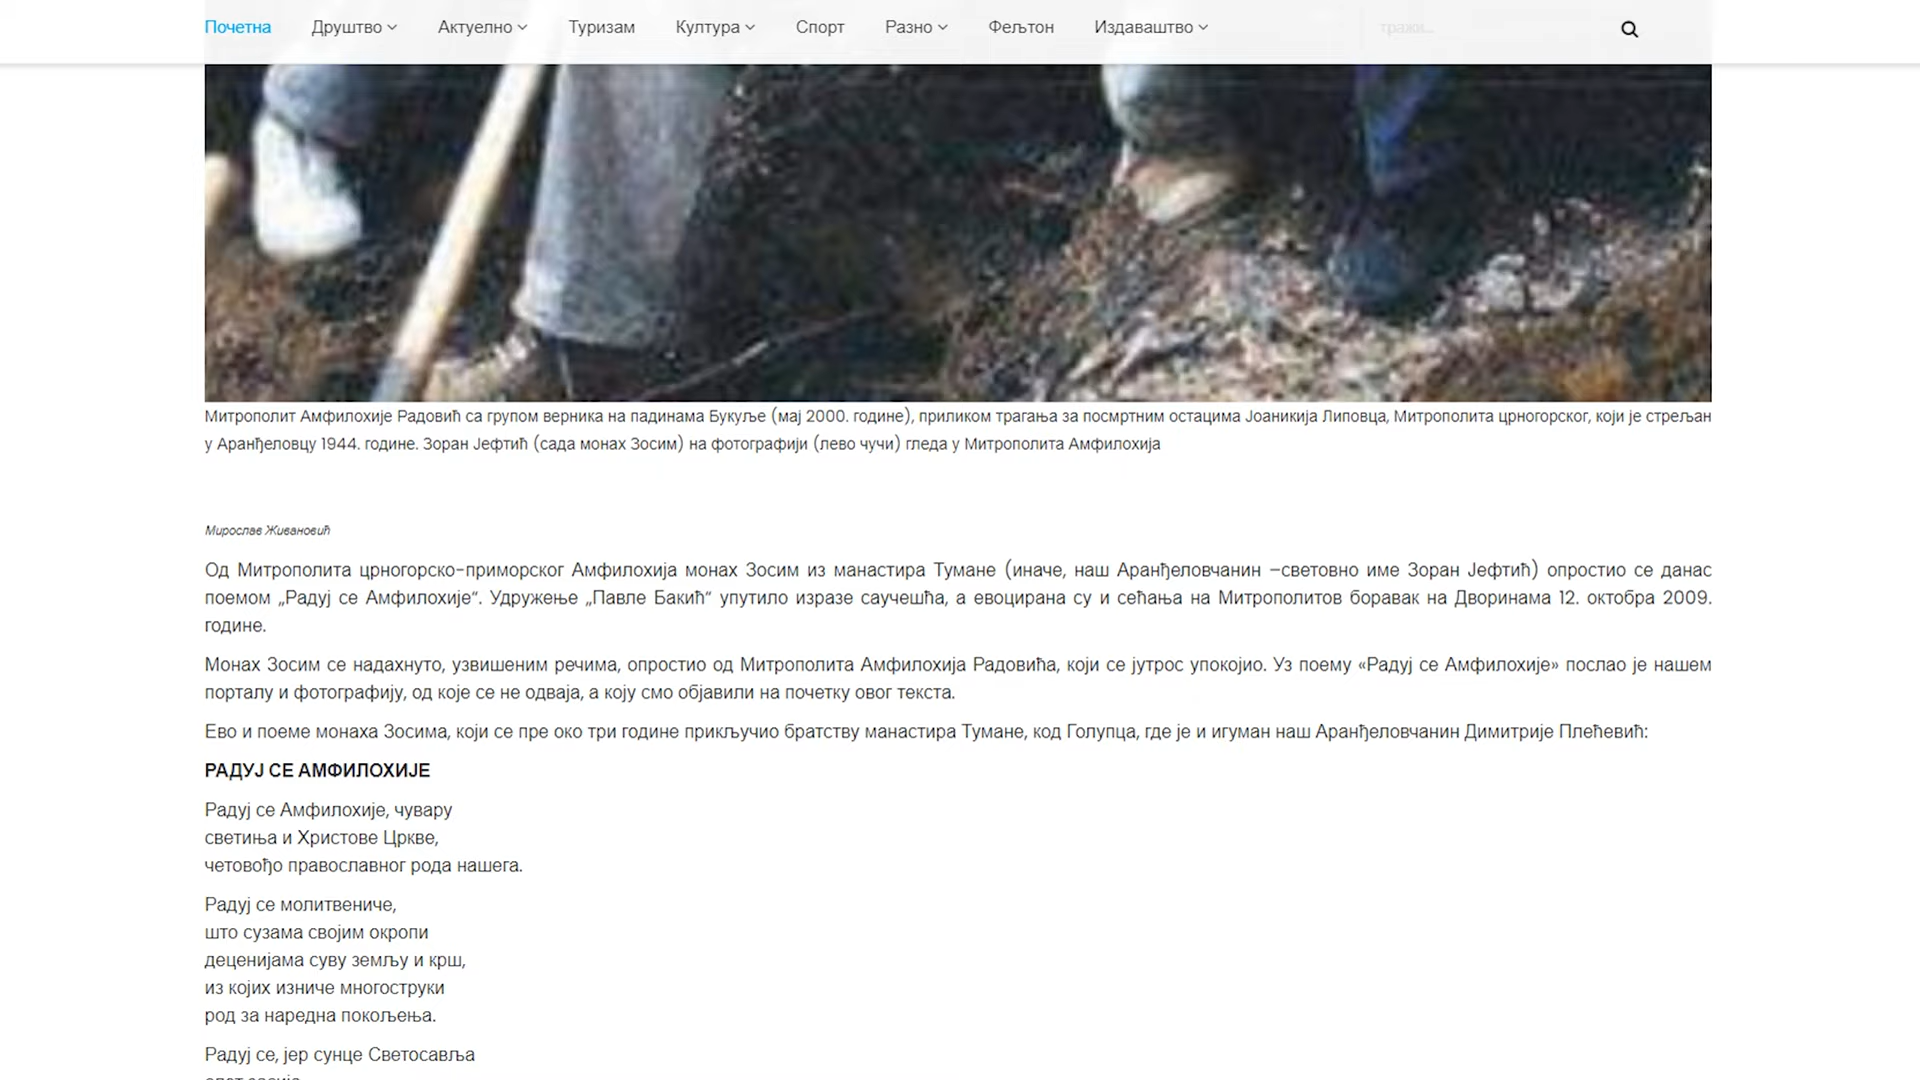 Почетна Друштво Актуелно Туризам Култура Спорт Разно Фељтон Издаваштво тражи...
Митрополит Амфилохије Радовић са групом верника на падинама Букуље (мај 2000. године), приликом трагања за посмртним остацима Јоаникија Липовца, Митрополита црногорског, који је стрељан
у Аранђеловцу 1944. године. Зоран Јефтић (сада монах Зосим) на фотографији (лево чучи) гледа у Митрополита Амфилохија
Мирослав Живановић
Од Митрополита црногорско-приморског Амфилохија монах Зосим из манастира Тумане (иначе, наш Аранђеловчанин –световно име Зоран Јефтић) опростио се данас
поемом „Радуј се Амфилохије“. Удружење „Павле Бакић“ упутило изразе саучешћа, а евоцирана су и сећања на Митрополитов боравак на Дворинама 12. октобра 2009.
године.
Монах Зосим се надахнуто, узвишеним речима, опростио од Митрополита Амфилохија Радовића, који се јутрос упокојио. Уз поему «Радуј се Амфилохије» послао је нашем
порталу и фотографију, од које се не одваја, а коју смо објавили на почетку овог текста.
Ево и поеме монаха Зосима, који се пре око три године прикључио братству манастира Тумане, код Голупца, где је и игуман наш Аранђеловчанин Димитрије Плећевић:
РАДУЈ СЕ АМФИЛОХИЈЕ
Радуј се Амфилохије, чувару
светиња и Христове Цркве,
четовођо православног рода нашега.
Радуј се молитвениче,
што сузама својим окропи
деценијама суву земљу и крш,
из којих изниче многоструки
род за наредна покољења.
Радуј се, јер сунце Светосавља